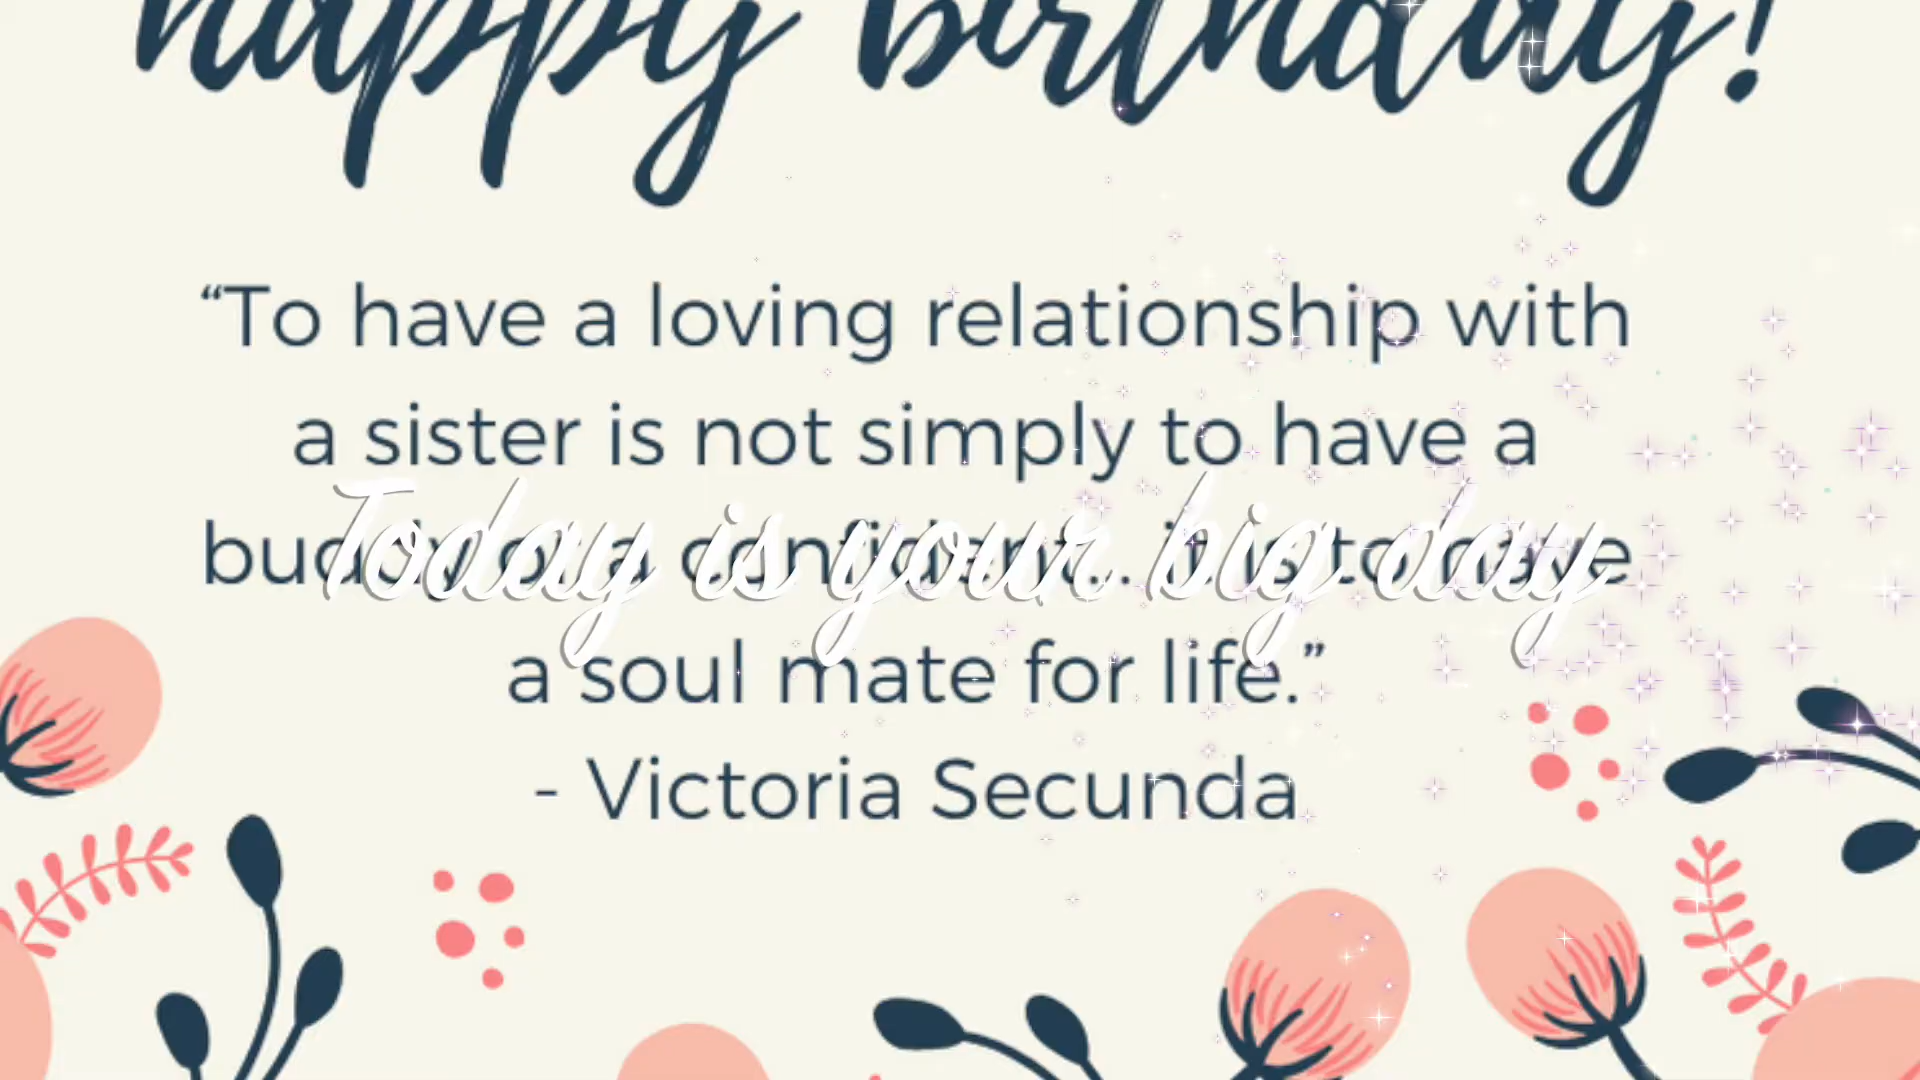 happy birthday!
“To have a loving relationship with
a sister is not simply to have a
buddy or a confidant... it is to have
Today is your big day
a soul mate for life.”
- Victoria Secunda